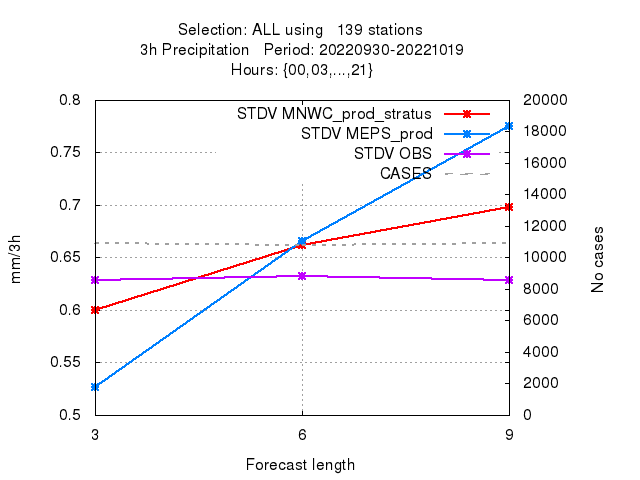 Selection: ALL using   139 stations
3h Precipitation   Period: 20220930-20221019
Hours: {00,03,...,21}
STDV MNWC_prod_stratus
STDV MEPS_prod
STDV OBS
CASES
0.8
0.75
0.7
0.65
0.6
0.55
0.5
mm/3h
20000
18000
16000
14000
12000
10000
8000
6000
4000
2000
0
No cases
3 6 9
Forecast length